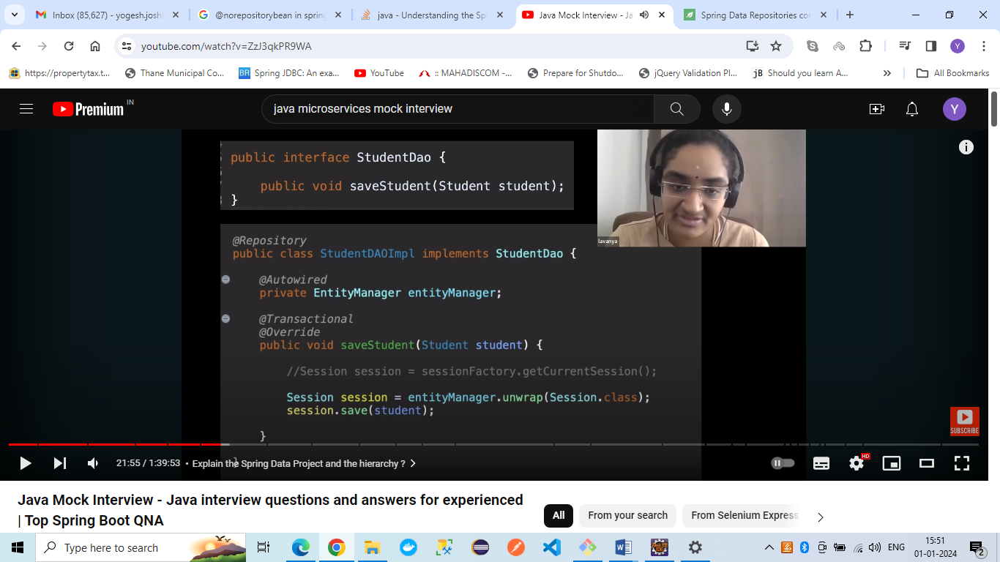 Inbox (85,627) - yogesh.joshi
@norepositorybean in spring
java - Understanding the Sp
Java Mock Interview - Ja
Spring Data Repositories co
youtube.com/watch?v=ZzJ3qkPR9WA
Y
https://propertytax.t...
Thane Municipal Co...
BR Spring JDBC: An exa...
YouTube
:: MAHADISCOM -...
Prepare for Shutdo...
jQuery Validation Pl...
jB Should you learn A...
»
All Bookmarks
Premium IN
java microservices mock interview
Y
public interface StudentDao {
public void saveStudent(Student student);
}
lavanya
@Repository
public class StudentDAOImpl implements StudentDao {
@Autowired
private EntityManager entityManager;
@Transactional
@Override
public void saveStudent(Student student) {
//Session session = sessionFactory.getCurrentSession();
Session session = entityManager.unwrap(Session.class);
session.save(student);
}
}
SUBSCRIBE
21:55 / 1:39:53 • Explain the Spring Data Project and the hierarchy ?
HD
Java Mock Interview - Java interview questions and answers for experienced
| Top Spring Boot QNA
All
From your search
From Selenium Express
Type here to search
ENG
15:51
01-01-2024
2